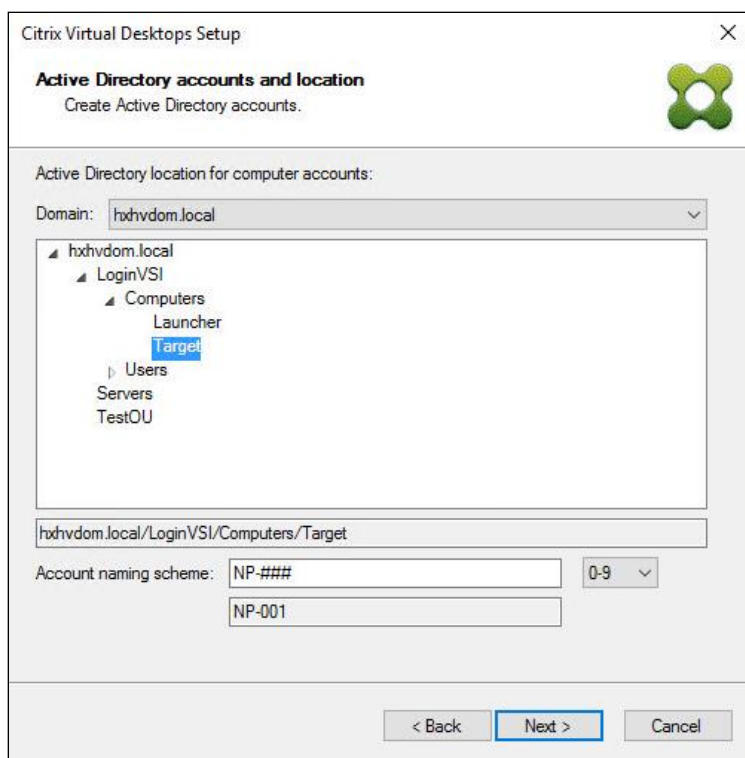 Citrix Virtual Desktops Setup
Active Directory accounts and location
Create Active Directory accounts.
Active Directory location for computer accounts:
Domain: hxhvdom.local
hxhvdom.local
LoginVSI
Computers
Launcher
Target
Users
Servers
TestOU
hxhvdom.local/LoginVSI/Computers/Target
Account naming scheme: NP-### 0-9
NP-001
< Back Next > Cancel